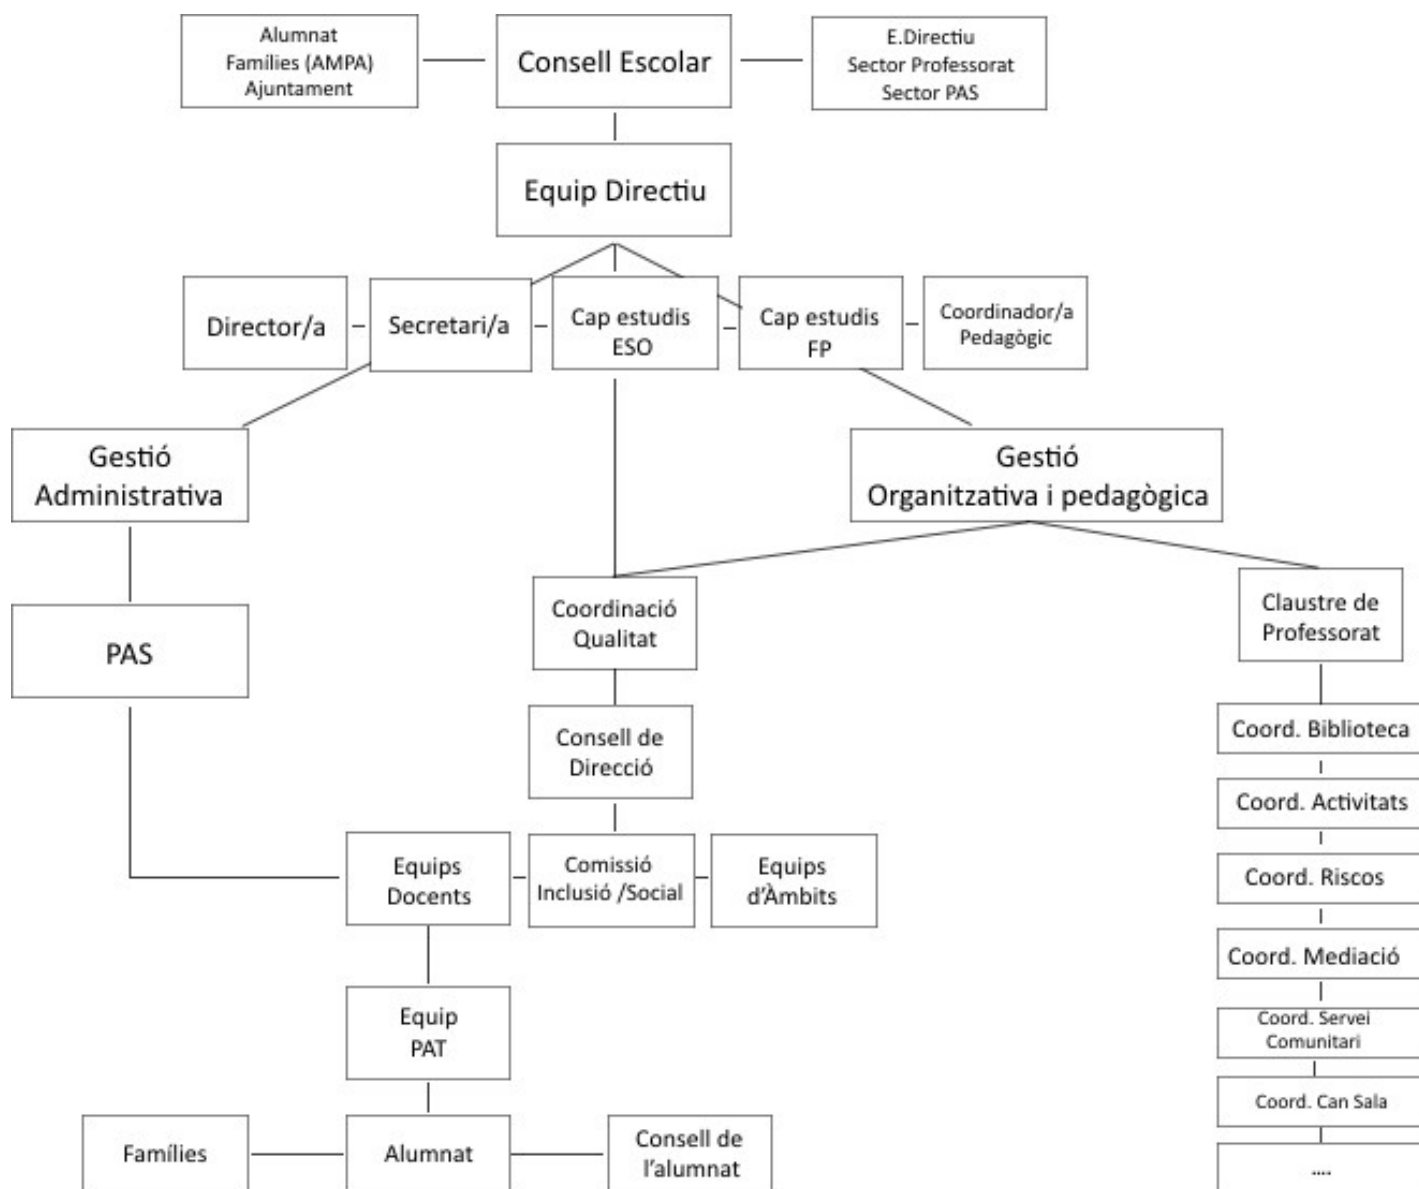 Alumnat
Famílies (AMPA)
Ajuntament
Consell Escolar
E.Directiu
Sector Professorat
Sector PAS
Equip Directiu
Director/a
Secretari/a
Cap estudis
ESO
Cap estudis
FP
Coordinador/a
Pedagògic
Gestió
Administrativa
Gestió
Organitzativa i pedagògica
PAS
Coordinació
Qualitat
Claustre de
Professorat
Consell de
Direcció
Coord. Biblioteca
Coord. Activitats
Equips
Docents
Comissió
Inclusió /Social
Equips
d'Àmbits
Coord. Riscos
Coord. Mediació
Equip
PAT
Coord. Servei
Comunitari
Coord. Can Sala
Famílies
Alumnat
Consell de
l'alumnat
....